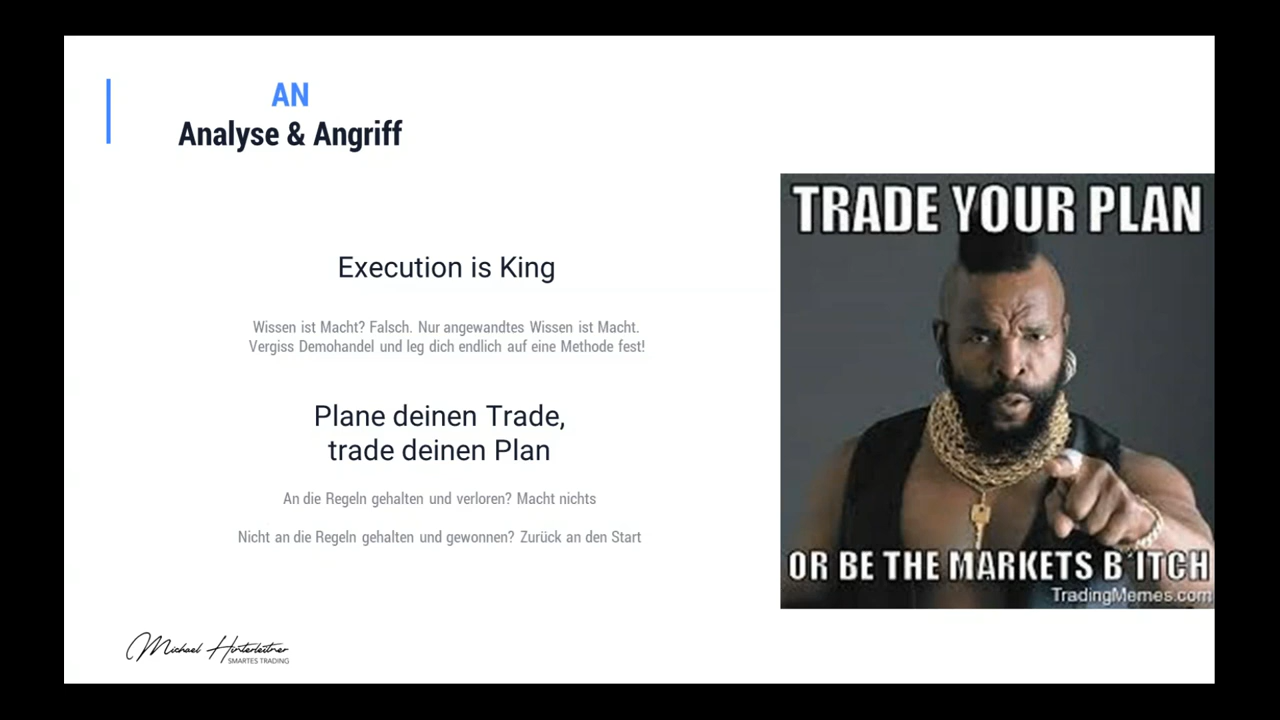 AN
Analyse & Angriff
Execution is King
Wissen ist Macht? Falsch. Nur angewandtes Wissen ist Macht.
Vergiss Demohandel und leg dich endlich auf eine Methode fest!
Plane deinen Trade,
trade deinen Plan
An die Regeln gehalten und verloren? Macht nichts
Nicht an die Regeln gehalten und gewonnen? Zurück an den Start
TRADE YOUR PLAN
OR BE THE MARKETS B´ITCH
TradingMemes.com
Michael Hinterleitner
SMARTES TRADING